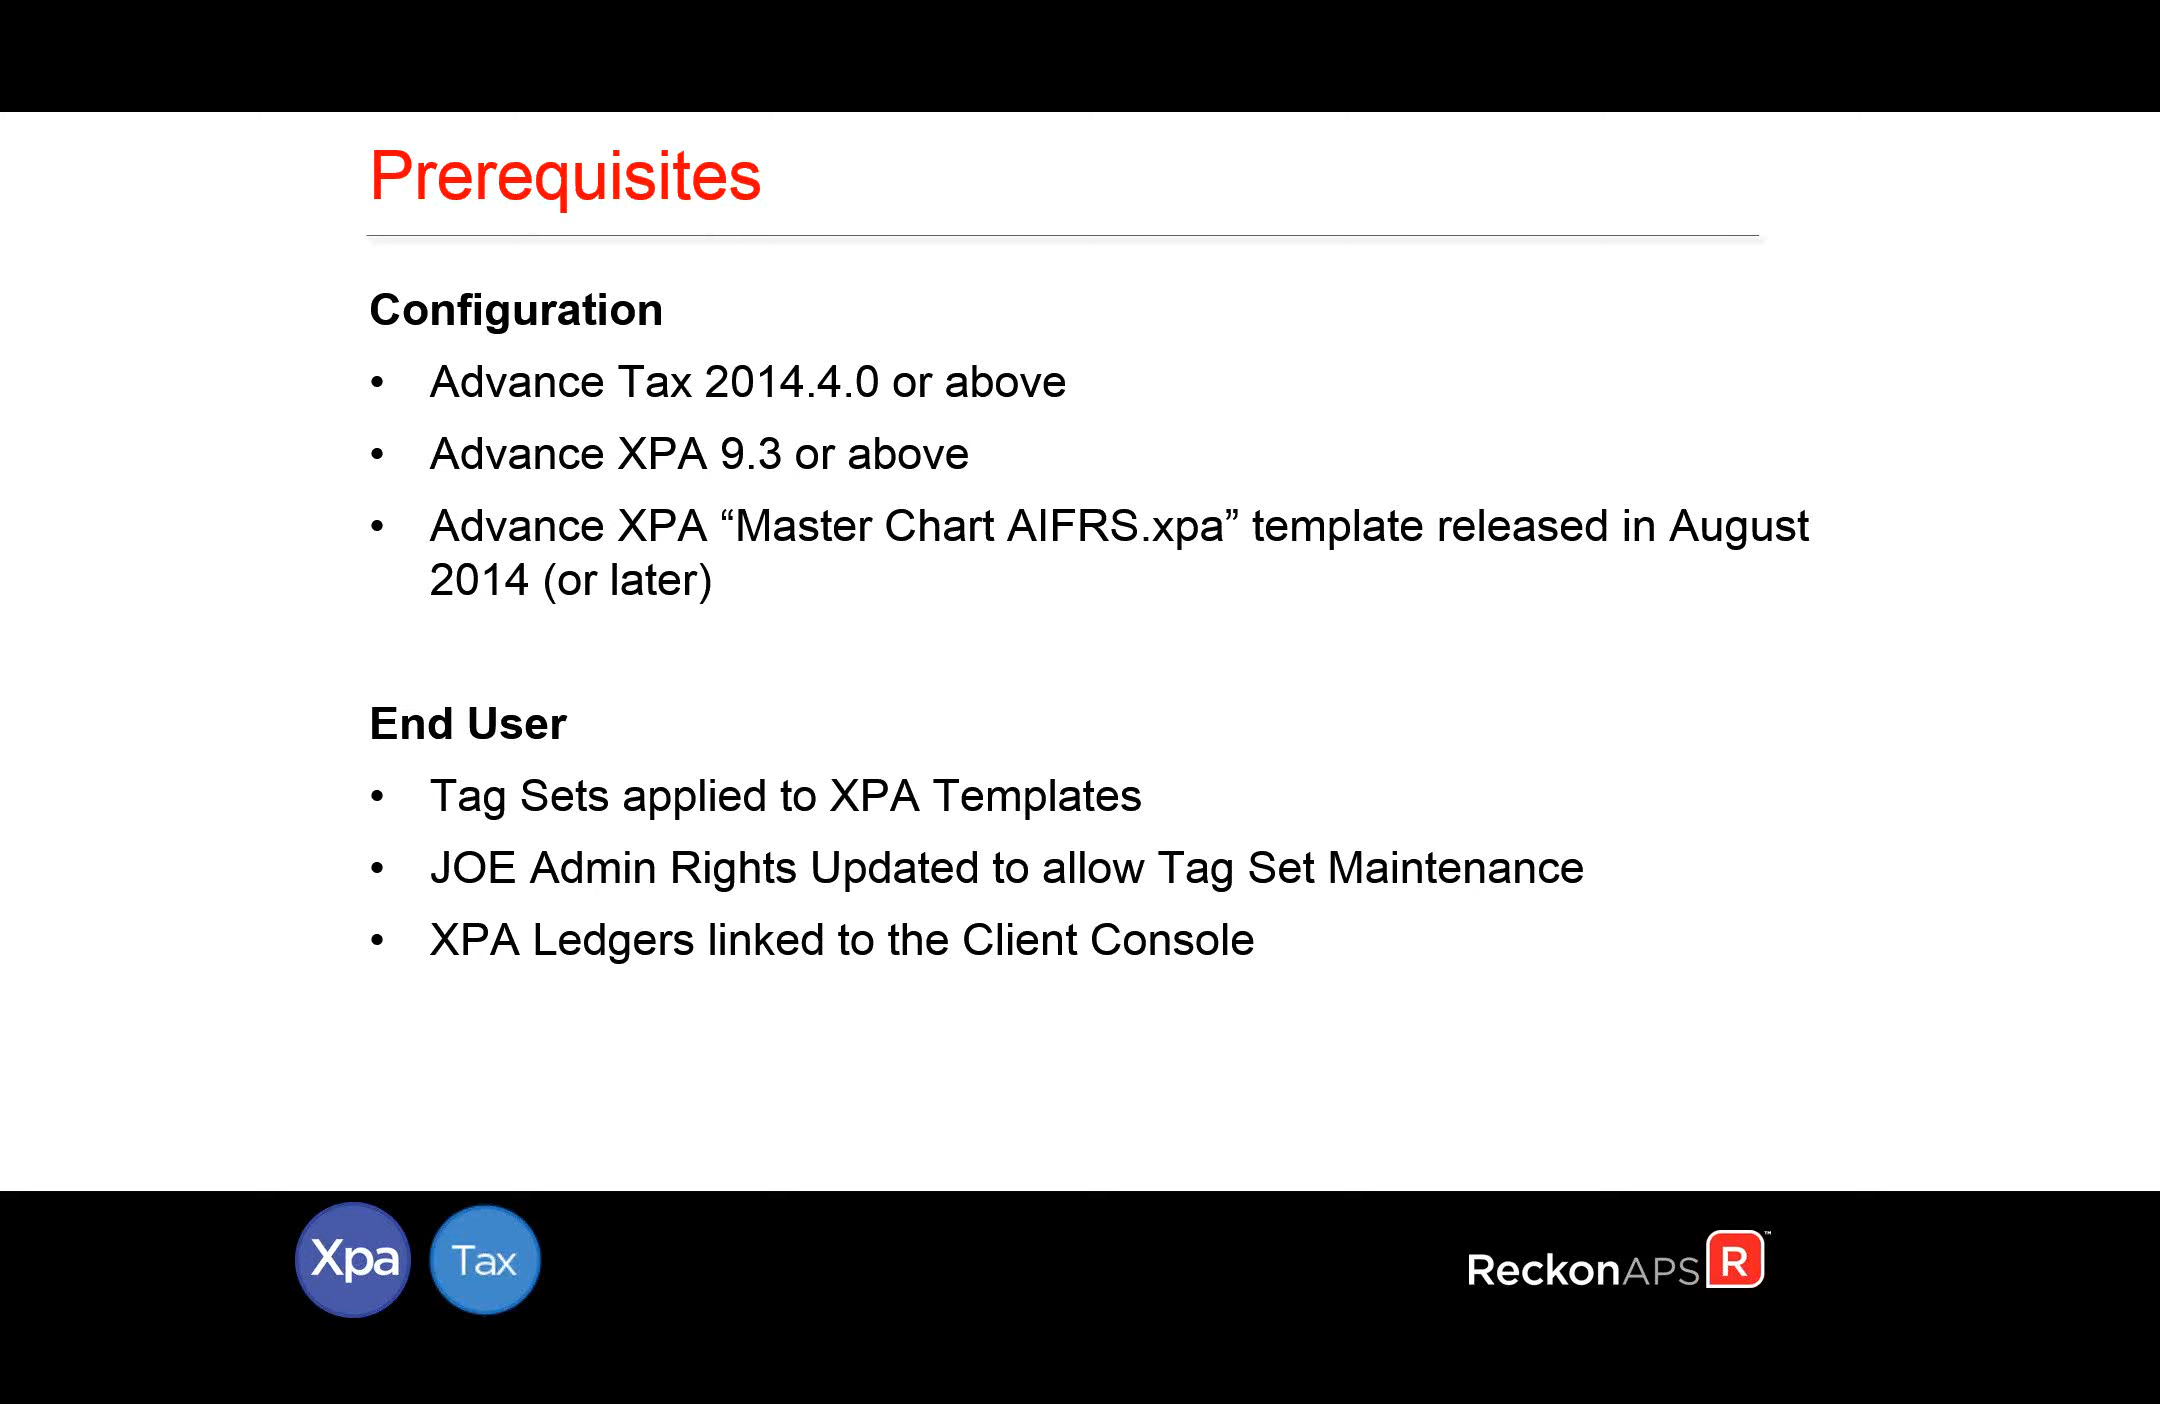 Prerequisites
Configuration
• Advance Tax 2014.4.0 or above
• Advance XPA 9.3 or above
• Advance XPA “Master Chart AIFRS.xpa” template released in August
2014 (or later)
End User
• Tag Sets applied to XPA Templates
• JOE Admin Rights Updated to allow Tag Set Maintenance
• XPA Ledgers linked to the Client Console
Xpa Tax ReckonAPS R™